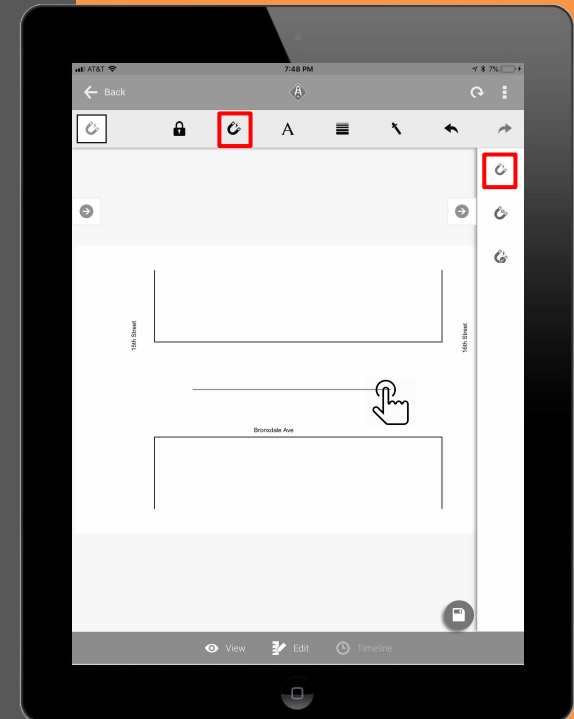 AT&T 7:48 PM 7%
Back
A
15th Street
16th Street
Bronxdale Ave
View Edit Timeline